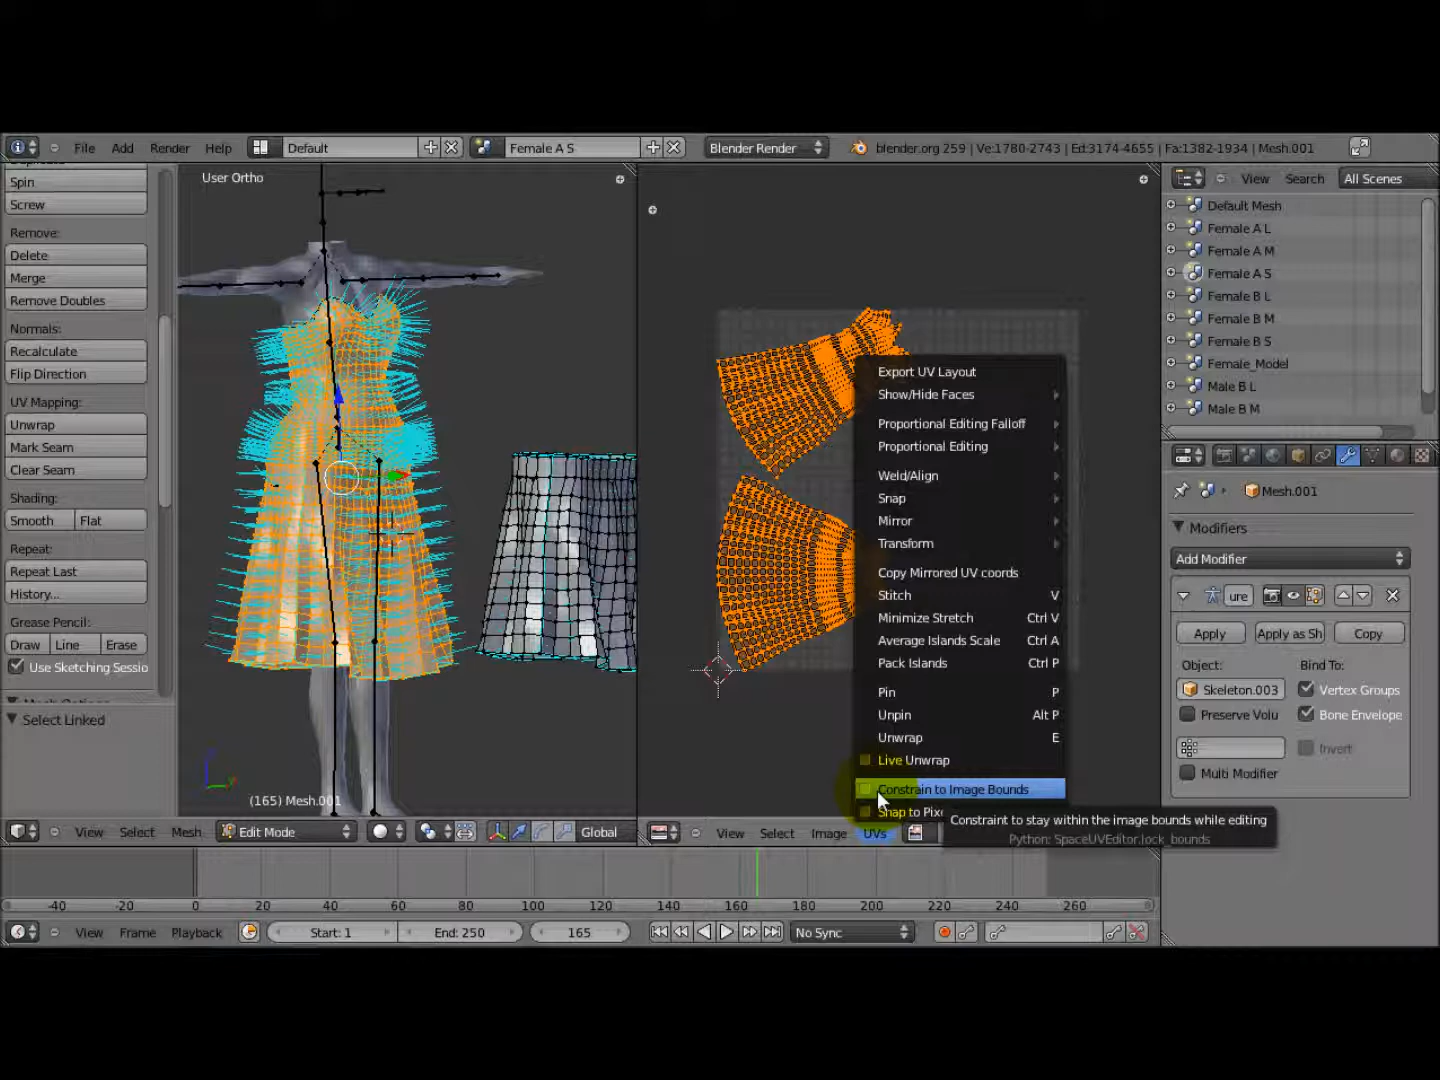 File Add Render Help Default Female A S Blender Render blender.org 259 | Ve:1780-2743 | Ed:3174-4655 | Fa:1382-1934 | Mesh.001
Spin
Screw
Remove:
Delete
Merge
Remove Doubles
Normals:
Recalculate
Flip Direction
UV Mapping:
Unwrap
Mark Seam
Clear Seam
Shading:
Smooth Flat
Repeat:
Repeat Last
History...
Grease Pencil:
Draw Line Erase
Use Sketching Sessio
Select Linked
User Ortho
(165) Mesh.001
View Select Mesh Edit Mode Global
Export UV Layout
Show/Hide Faces
Proportional Editing Falloff
Proportional Editing
Weld/Align
Snap
Mirror
Transform
Copy Mirrored UV coords
Stitch V
Minimize Stretch Ctrl V
Average Islands Scale Ctrl A
Pack Islands Ctrl P
Pin P
Unpin Alt P
Unwrap E
Live Unwrap
Constrain to Image Bounds
Snap to Pixe
Constraint to stay within the image bounds while editing
Python: SpaceUVEditor.lock_bounds
View Select Image UVs
View Search All Scenes
Default Mesh
Female A L
Female A M
Female A S
Female B L
Female B M
Female B S
Female_Model
Male B L
Male B M
Mesh.001
Modifiers
Add Modifier
ure
Apply Apply as Sh Copy
Object: Bind To:
Skeleton.003 Vertex Groups
Preserve Volu Bone Envelope
Invert
Multi Modifier
-40 -20 0 20 40 60 80 100 120 140 160 180 200 220 240 260
View Frame Playback Start: 1 End: 250 165 No Sync